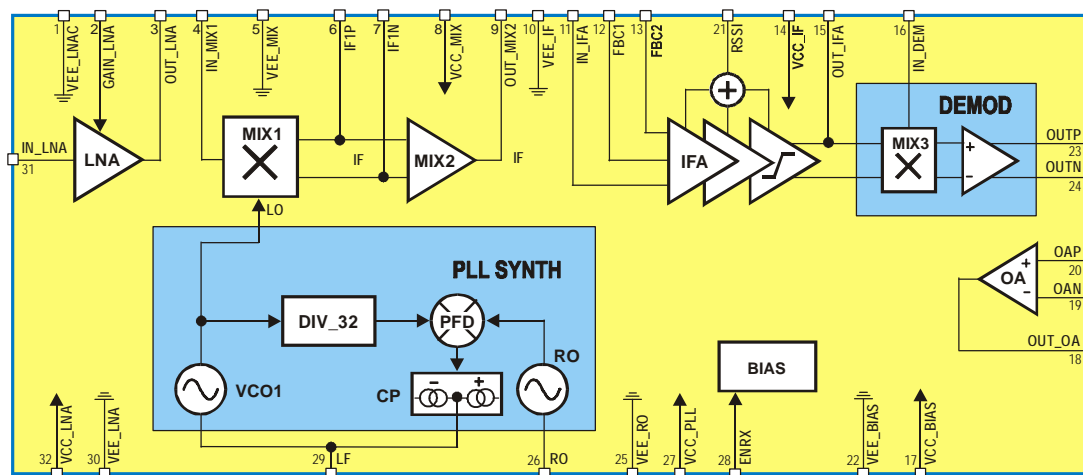 1 2 3 4 5 6 7 8 9 10 11 12 13 21 14 15 16
VEE_LNAC
GAIN_LNA
OUT_LNA
IN_MIX1
VEE_MIX
IF1P
IF1N
VCC_MIX
OUT_MIX2
VEE_IF
IN_IFA
FBC1
FBC2
RSSI
VCC_IF
OUT_IFA
IN_DEM
DEMOD
IN_LNA
31
LNA
MIX1
IF
MIX2
IF
IFA
MIX3
+
−
OUTP
23
OUTN
24
LO
PLL SYNTH
DIV_32
PFD
RO
VCO1
CP
− +
BIAS
OA
+
−
OAP
20
OAN
19
OUT_OA
18
32 VCC_LNA
30 VEE_LNA
29 LF
26 RO
25 VEE_RO
27 VCC_PLL
28 ENRX
22 VEE_BIAS
17 VCC_BIAS